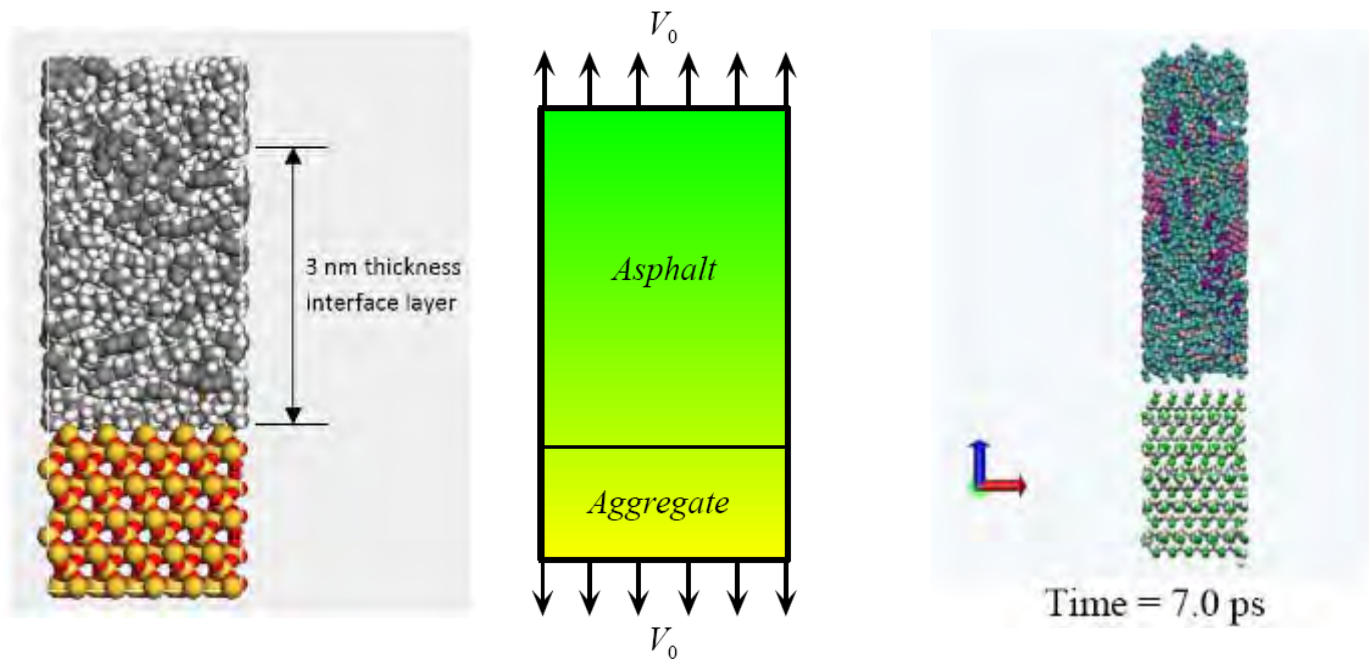 3 nm thickness
interface layer
V₀
Asphalt
Aggregate
V₀
Time = 7.0 ps